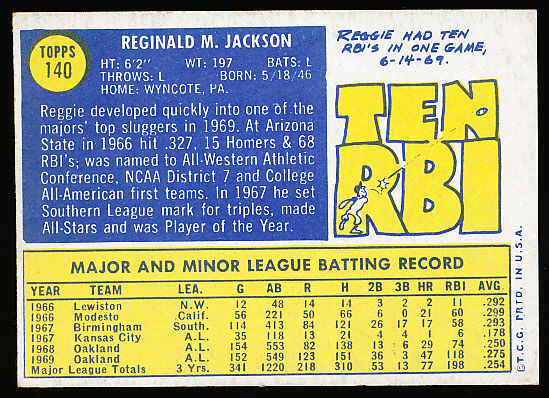 TOPPS
140
REGINALD M. JACKSON
HT: 6'2" WT: 197 BATS: L
THROWS: L BORN: 5/18/46
HOME: WYNCOTE, PA.
Reggie developed quickly into one of the
majors' top sluggers in 1969. At Arizona
State in 1966 hit .327, 15 Homers & 68
RBI's; was named to All-Western Athletic
Conference, NCAA District 7 and College
All-American first teams. In 1967 he set
Southern League mark for triples, made
All-Stars and was Player of the Year.
REGGIE HAD TEN
RBI'S IN ONE GAME,
6-14-69.
TEN
RBI
MAJOR AND MINOR LEAGUE BATTING RECORD
YEAR TEAM LEA. G AB R H 2B 3B HR RBI AVG.
1966 Lewiston N.W. 12 48 14 14 3 2 2 11 .292
1966 Modesto Calif. 56 221 50 66 6 0 21 60 .299
1967 Birmingham South. 114 413 84 121 26 17 17 58 .293
1967 Kansas City A.L. 35 118 13 21 4 4 1 6 .178
1968 Oakland A.L. 154 553 82 138 13 6 29 74 .250
1969 Oakland A.L. 152 549 123 151 36 3 47 118 .275
Major League Totals 3 Yrs. 341 1220 218 310 53 13 77 198 .254
©T.C.G. PRTD. IN U.S.A.